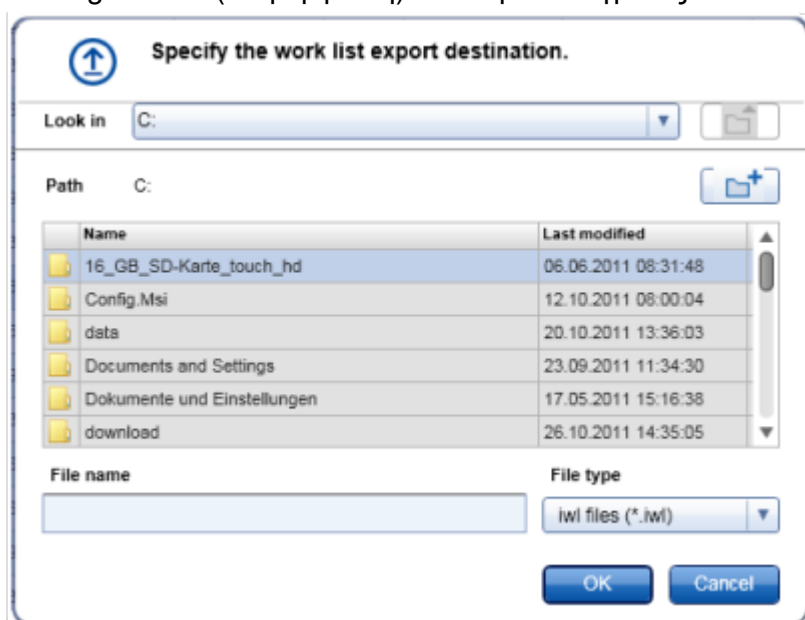 Specify the work list export destination.
Look in C:
Path C:
Name Last modified
16_GB_SD-Karte_touch_hd 06.06.2011 08:31:48
Config.Msi 12.10.2011 08:00:04
data 20.10.2011 13:36:03
Documents and Settings 23.09.2011 11:34:30
Dokumente und Einstellungen 17.05.2011 15:16:38
download 26.10.2011 14:35:05
File name File type
iwl files (*.iwl)
OK Cancel